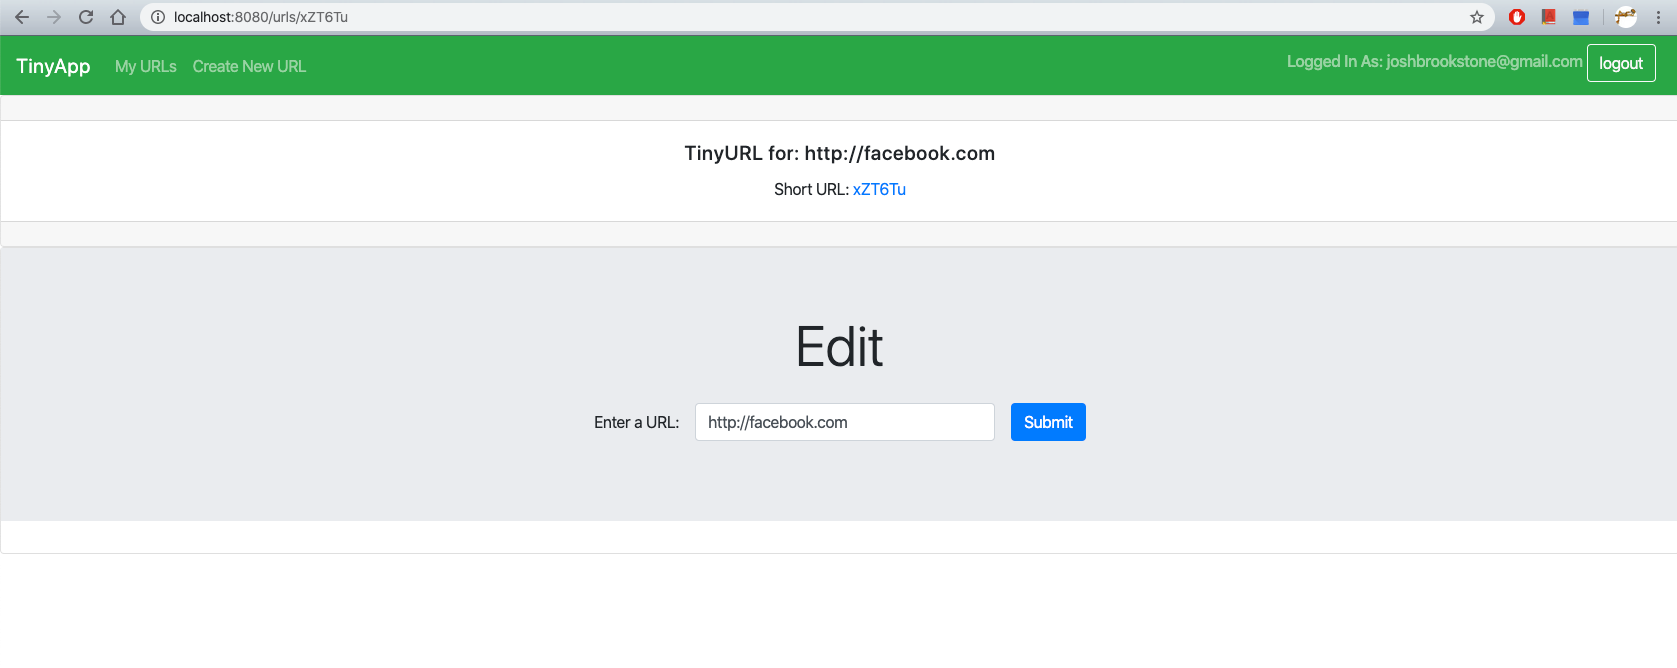 localhost:8080/urls/xZT6Tu
TinyApp My URLs Create New URL Logged In As: joshbrookstone@gmail.com logout
TinyURL for: http://facebook.com
Short URL: xZT6Tu
Edit
Enter a URL: http://facebook.com Submit